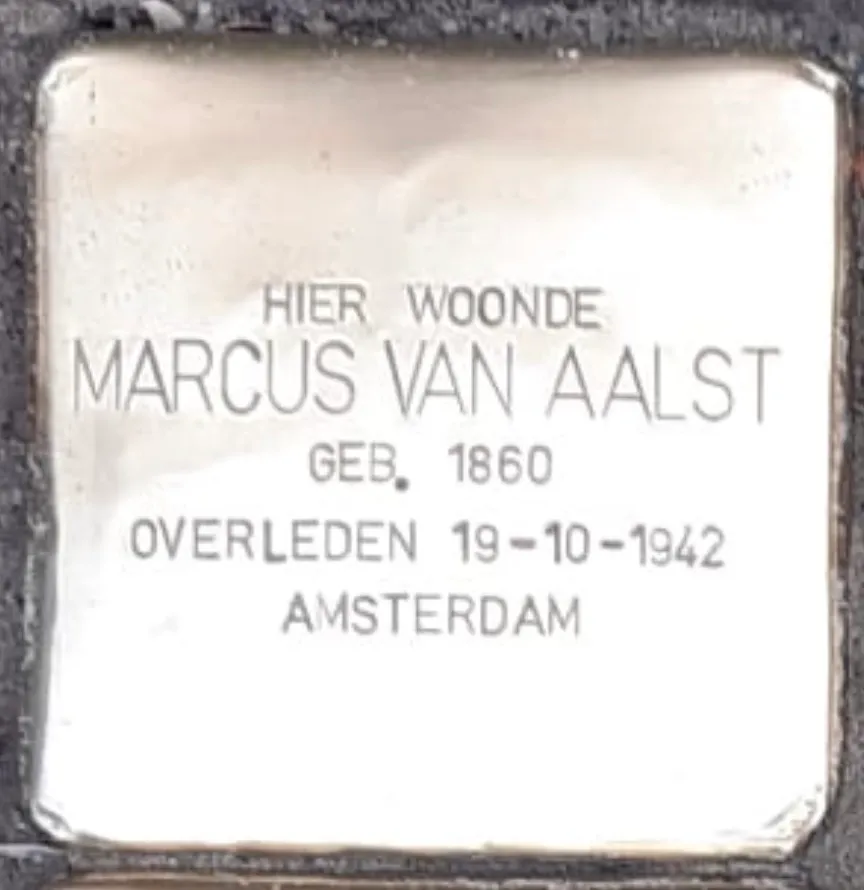 HIER WOONDE
MARCUS VAN AALST
GEB. 1860
OVERLEDEN 19-10-1942
AMSTERDAM